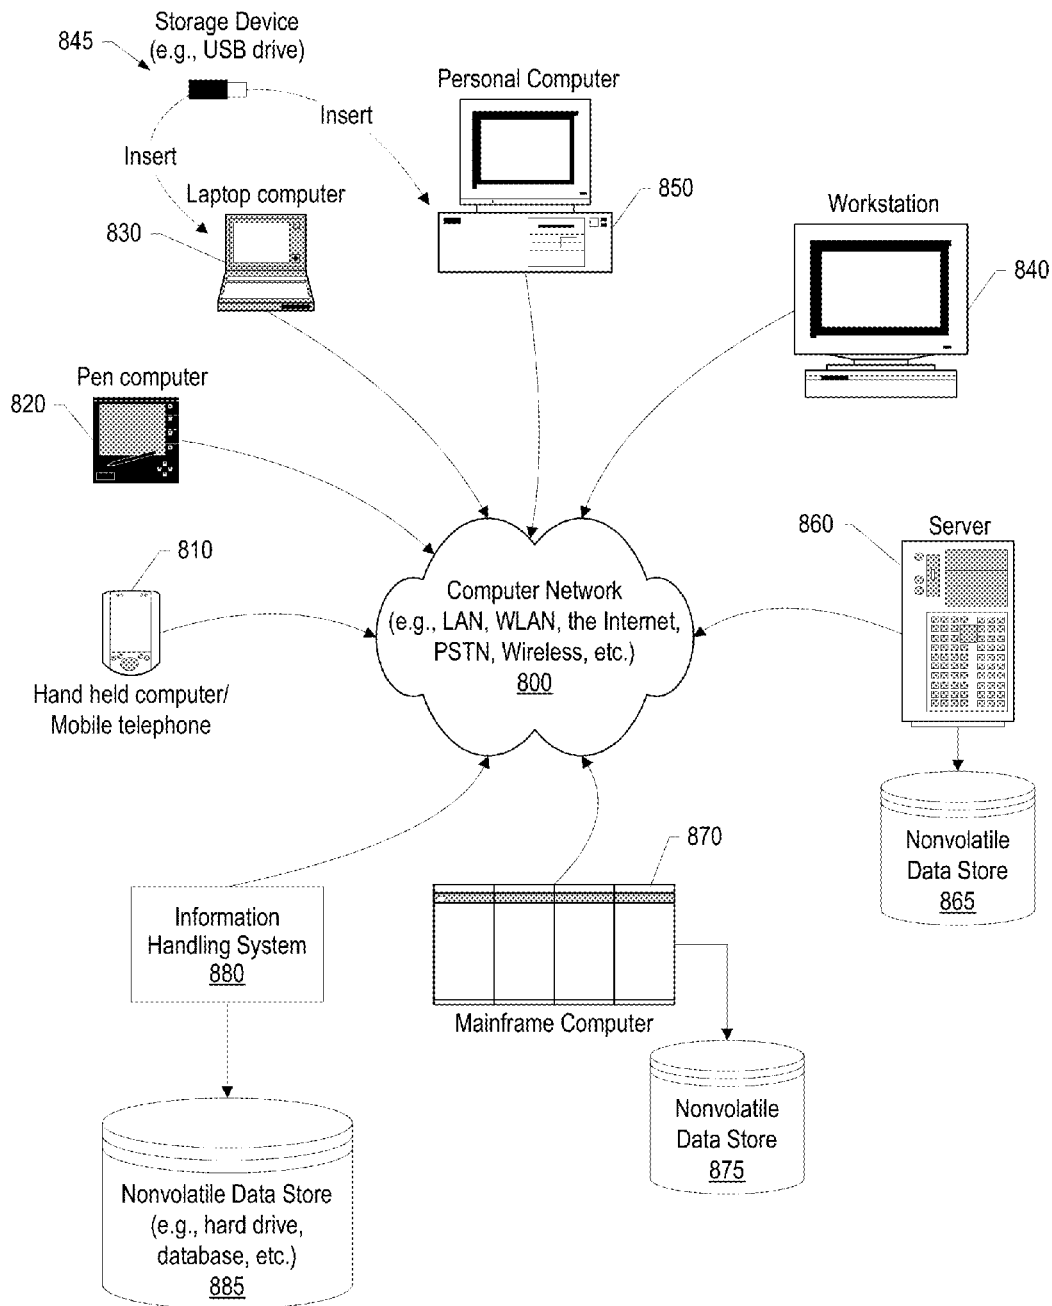 Storage Device
(e.g., USB drive)
845
Personal Computer
Insert
Insert
Laptop computer
830
850
Workstation
840
Pen computer
820
860
Server
810
Computer Network
(e.g., LAN, WLAN, the Internet,
PSTN, Wireless, etc.)
800
Hand held computer/
Mobile telephone
870
Nonvolatile
Data Store
865
Information
Handling System
880
Mainframe Computer
Nonvolatile
Data Store
875
Nonvolatile Data Store
(e.g., hard drive,
database, etc.)
885